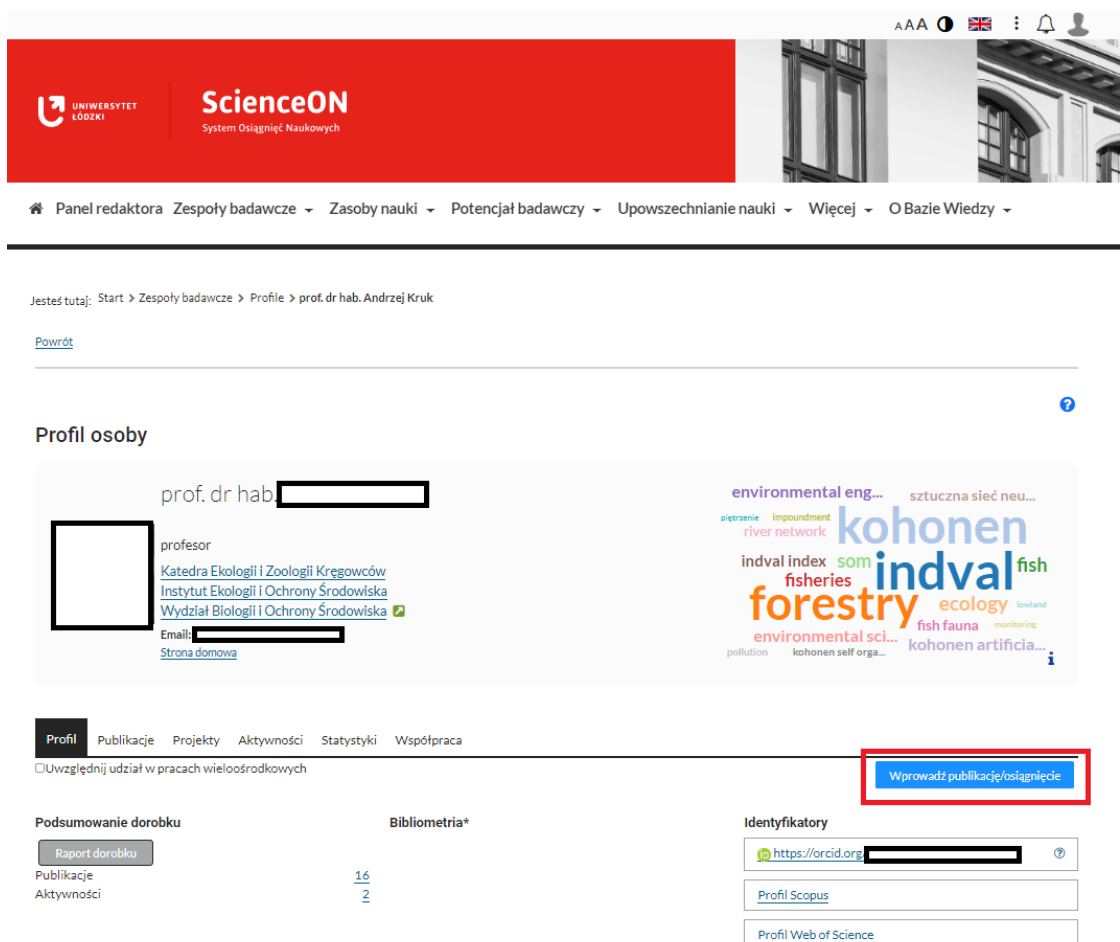 AAA
UNIWERSYTET
ŁÓDZKI
ScienceON
System Osiągnięć Naukowych
Panel redaktora Zespoły badawcze Zasoby nauki Potencjał badawczy Upowszechnianie nauki Więcej O Bazie Wiedzy
Jesteś tutaj: Start > Zespoły badawcze > Profile > prof. dr hab. Andrzej Kruk
Powrót
Profil osoby
prof. dr hab.
profesor
Katedra Ekologii i Zoologii Kręgowców
Instytut Ekologii i Ochrony Środowiska
Wydział Biologii i Ochrony Środowiska
Email:
Strona domowa
environmental eng... sztuczna sieć neu...
piętrzenie impoundment kohonen
river network
indval index som indval fish
fisheries
forestry ecology lowland
fish fauna monitoring
environmental sci... kohonen artificia...
pollution kohonen self orga...
Profil Publikacje Projekty Aktywności Statystyki Współpraca
Uwzględnij udział w pracach wieloośrodkowych
Wprowadź publikację/osiągnięcie
Podsumowanie dorobku Bibliometria* Identyfikatory
Raport dorobku https://orcid.org/
Publikacje 16
Aktywności 2
Profil Scopus
Profil Web of Science